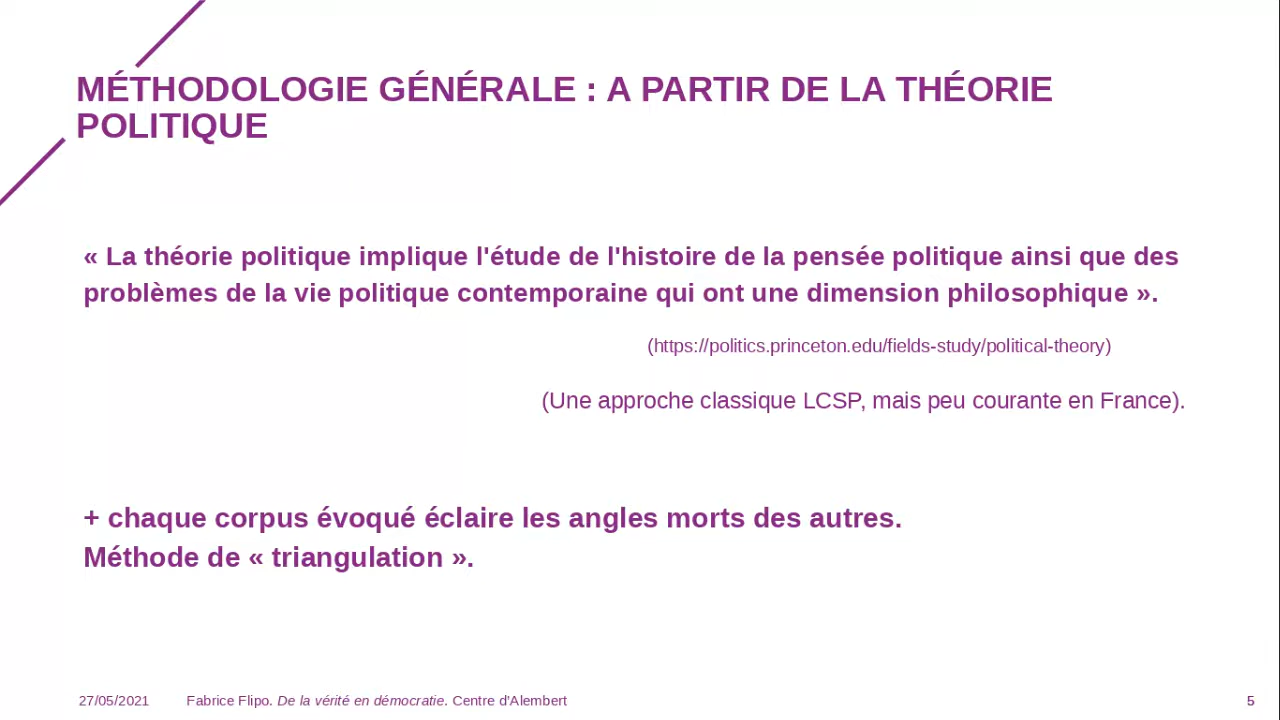 MÉTHODOLOGIE GÉNÉRALE : A PARTIR DE LA THÉORIE
POLITIQUE
« La théorie politique implique l'étude de l'histoire de la pensée politique ainsi que des
problèmes de la vie politique contemporaine qui ont une dimension philosophique ».
(https://politics.princeton.edu/fields-study/political-theory)
(Une approche classique LCSP, mais peu courante en France).
+ chaque corpus évoqué éclaire les angles morts des autres.
Méthode de « triangulation ».
27/05/2021 Fabrice Flipo. De la vérité en démocratie. Centre d'Alembert 5